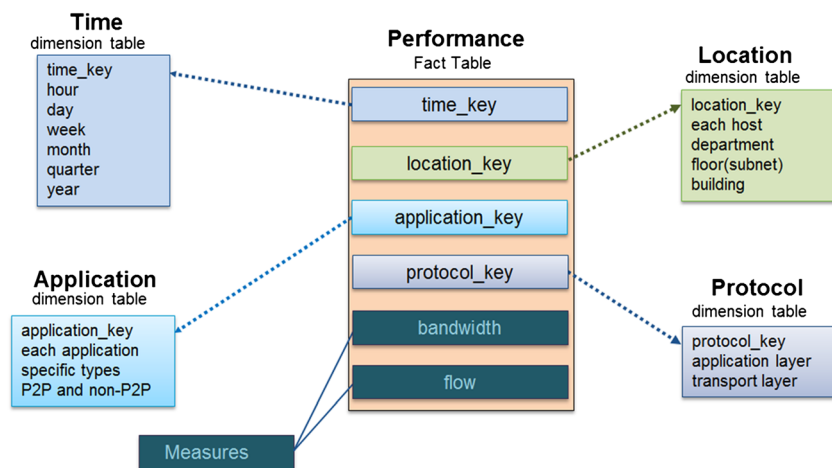 Time
dimension table
time_key
hour
day
week
month
quarter
year
Performance
Fact Table
time_key
location_key
application_key
protocol_key
bandwidth
flow
Location
dimension table
location_key
each host
department
floor(subnet)
building
Application
dimension table
application_key
each application
specific types
P2P and non-P2P
Protocol
dimension table
protocol_key
application layer
transport layer
Measures